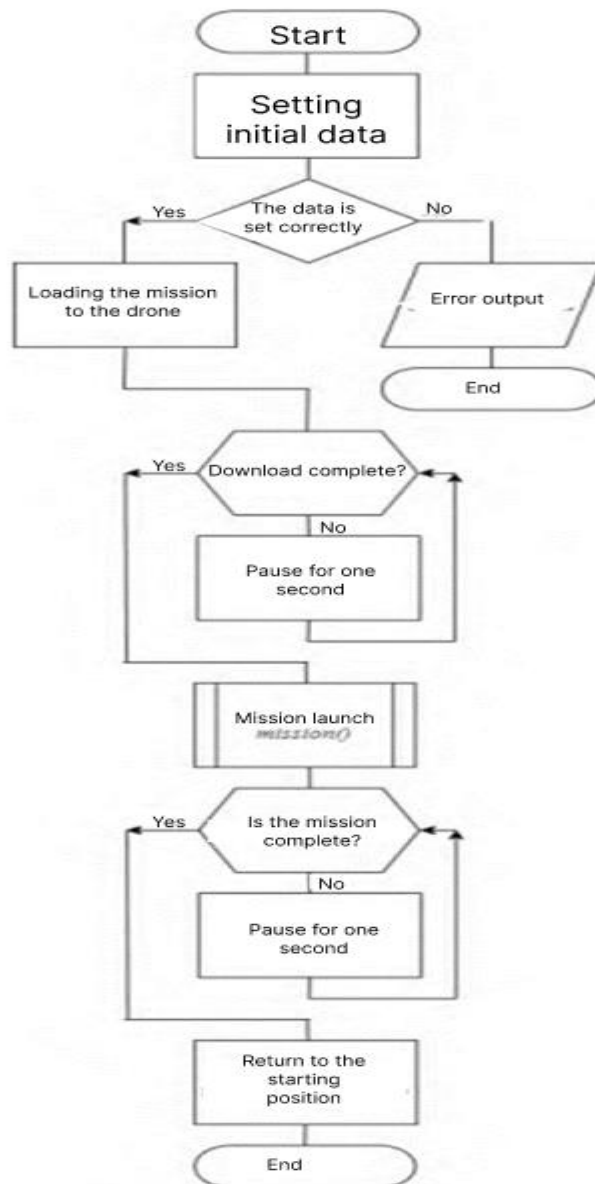 Start
Setting
initial data
The data is
set correctly
Yes
No
Loading the mission
to the drone
Error output
End
Download complete?
Yes
No
Pause for one
second
Mission launch
mission()
Is the mission
complete?
Yes
No
Pause for one
second
Return to the
starting
position
End